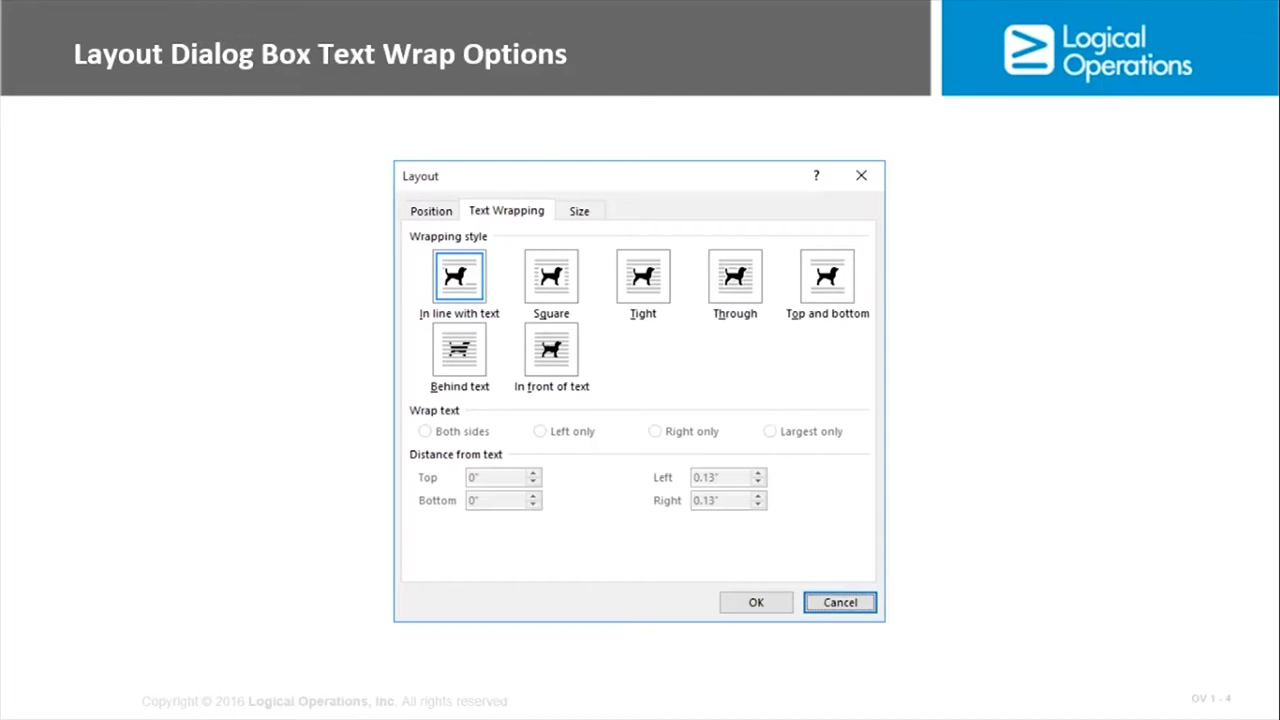 Layout Dialog Box Text Wrap Options
Logical
Operations
Layout
?
Position Text Wrapping Size
Wrapping style
In line with text Square Tight Through Top and bottom
Behind text In front of text
Wrap text
Both sides Left only Right only Largest only
Distance from text
Top 0" Left 0.13"
Bottom 0" Right 0.13"
OK Cancel
Copyright © 2016 Logical Operations, Inc. All rights reserved
OV 1 - 4